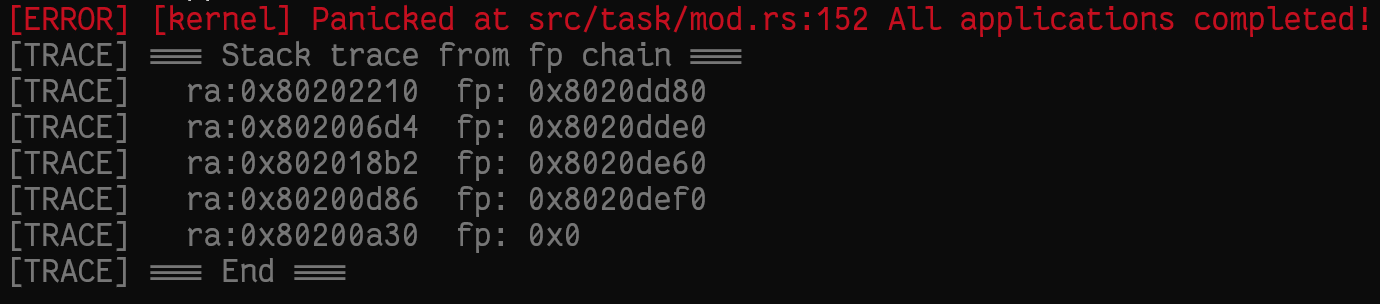 [ERROR] [kernel] Panicked at src/task/mod.rs:152 All applications completed!
[TRACE] === Stack trace from fp chain ===
[TRACE]   ra:0x80202210  fp: 0x8020dd80
[TRACE]   ra:0x802006d4  fp: 0x8020dde0
[TRACE]   ra:0x802018b2  fp: 0x8020de60
[TRACE]   ra:0x80200d86  fp: 0x8020def0
[TRACE]   ra:0x80200a30  fp: 0x0
[TRACE] === End ===